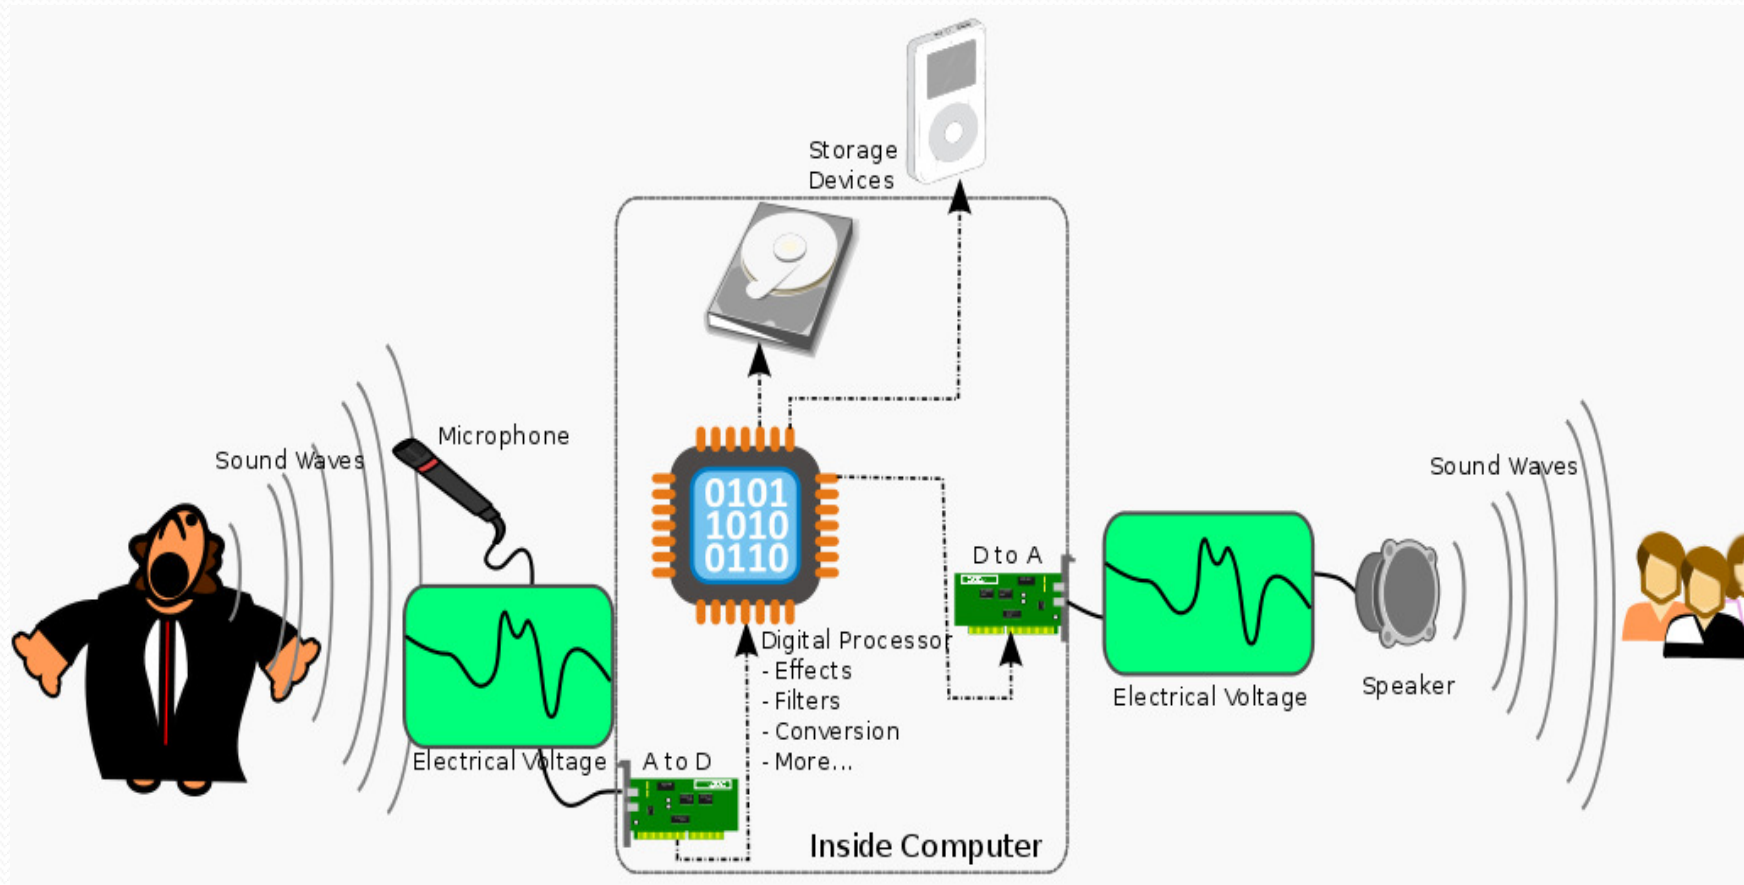 Storage
Devices
Microphone
Sound Waves
Sound Waves
0101
1010
0110
D to A
Digital Processor
- Effects
- Filters
- Conversion
- More...
Speaker
Electrical Voltage
Electrical Voltage
A to D
Inside Computer